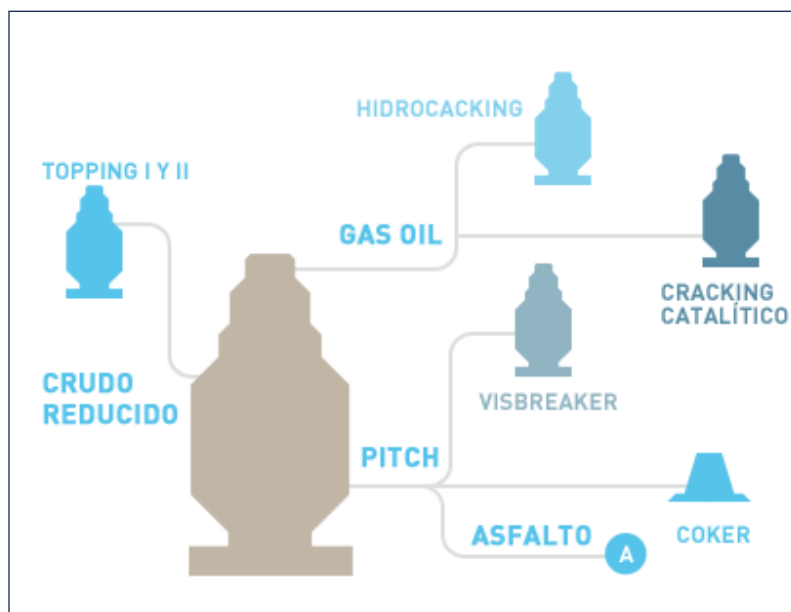 HIDROCACKING
TOPPING I Y II
GAS OIL
CRACKING
CATALÍTICO
CRUDO
REDUCIDO
VISBREAKER
PITCH
ASFALTO
A
COKER